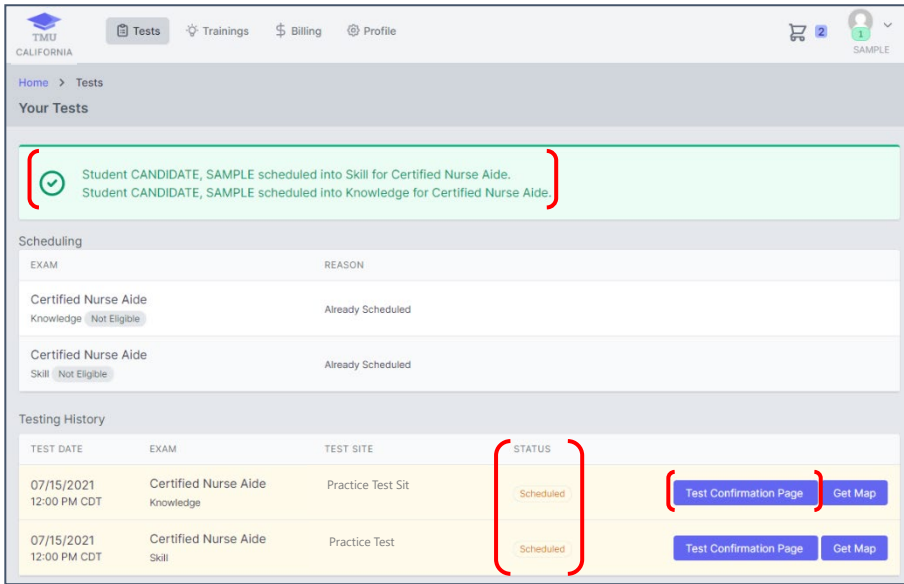 TMU
CALIFORNIA
Tests Trainings $ Billing Profile
2
1
SAMPLE
Home > Tests
Your Tests
Student CANDIDATE, SAMPLE scheduled into Skill for Certified Nurse Aide.
Student CANDIDATE, SAMPLE scheduled into Knowledge for Certified Nurse Aide.
Scheduling
EXAM REASON
Certified Nurse Aide
Knowledge Not Eligible
Already Scheduled
Certified Nurse Aide
Skill Not Eligible
Already Scheduled
Testing History
TEST DATE EXAM TEST SITE STATUS
07/15/2021 Certified Nurse Aide Practice Test Sit Scheduled Test Confirmation Page Get Map
12:00 PM CDT Knowledge
07/15/2021 Certified Nurse Aide Practice Test Scheduled Test Confirmation Page Get Map
12:00 PM CDT Skill